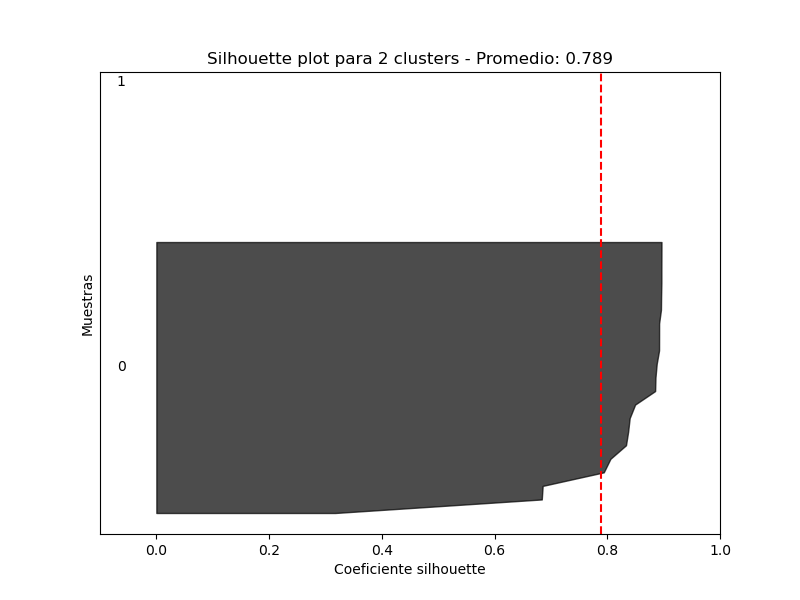 Silhouette plot para 2 clusters - Promedio: 0.789
1
Muestras
0
0.0 0.2 0.4 0.6 0.8 1.0
Coeficiente silhouette